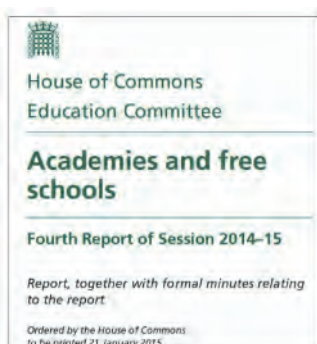 House of Commons
Education Committee
Academies and free
schools
Fourth Report of Session 2014–15
Report, together with formal minutes relating
to the report
Ordered by the House of Commons
to be printed 21 January 2015